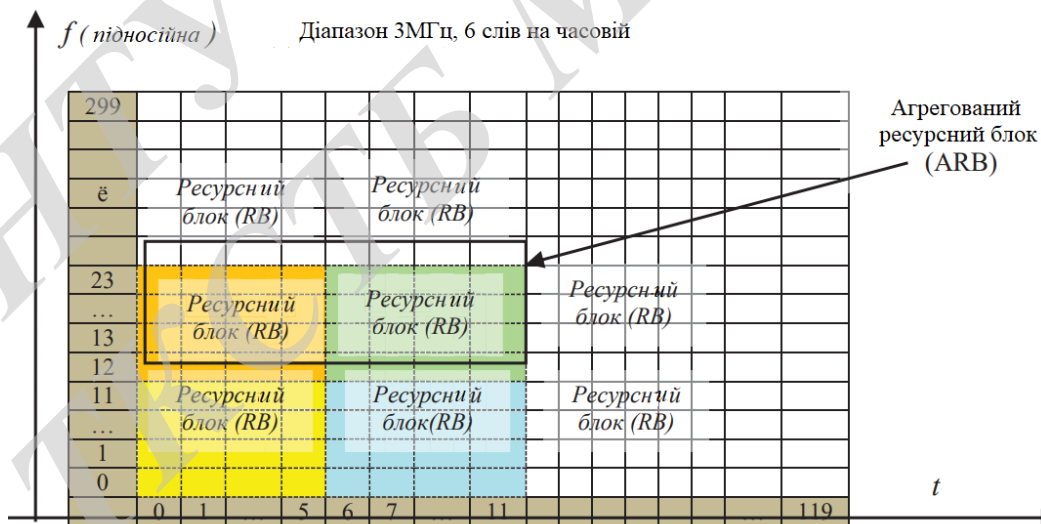 f ( підносійна )
Діапазон 3МГц, 6 слів на часовій
299
Агрегований
ресурсний блок
(ARB)
ё
Ресурсний
блок (RB)
Ресурсний
блок (RB)
23
...
13
12
Ресурсний
блок (RB)
Ресурсний
блок (RB)
Ресурсний
блок (RB)
11
...
1
0
Ресурсний
блок (RB)
Ресурсний
блок(RB)
Ресурсний
блок (RB)
t
0 1 ... 5 6 7 ... 11 ... 119